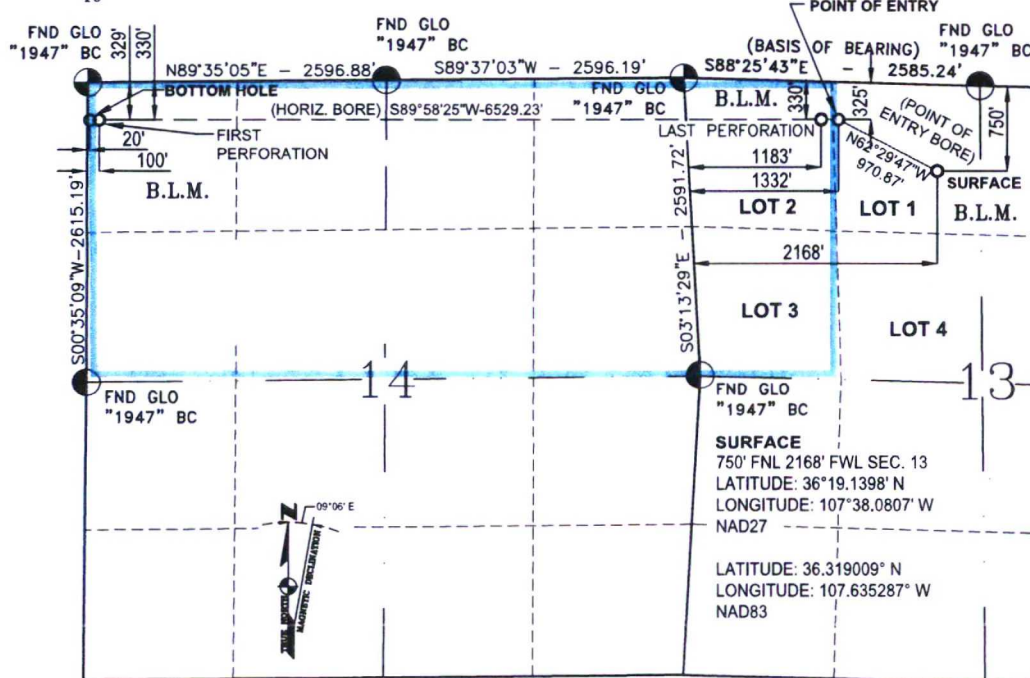 POINT OF ENTRY
FND GLO
"1947" BC
329'
330'
FND GLO
"1947" BC
(BASIS OF BEARING)
FND GLO
"1947" BC
N89°35'05"E - 2596.88'
S89°37'03"W - 2596.19'
S88°25'43"E - 2585.24'
BOTTOM HOLE
(HORIZ. BORE) S89°58'25"W-6529.23'
FND GLO
"1947" BC
B.L.M.
330'
325'
(POINT OF
ENTRY BORE)
750'
FIRST
PERFORATION
LAST PERFORATION
N62°29'47"W
970.87'
20'
100'
1183'
1332'
SURFACE
B.L.M.
B.L.M.
LOT 2
LOT 1
S00°35'09"W-2615.19'
S03°13'29"E - 2591.72'
2168'
LOT 3
LOT 4
14
13
FND GLO
"1947" BC
FND GLO
"1947" BC
SURFACE
750' FNL 2168' FWL SEC. 13
LATITUDE: 36°19.1398' N
LONGITUDE: 107°38.0807' W
NAD27
LATITUDE: 36.319009° N
LONGITUDE: 107.635287° W
NAD83
09°06' E
N
TRUE NORTH
MAGNETIC DECLINATION